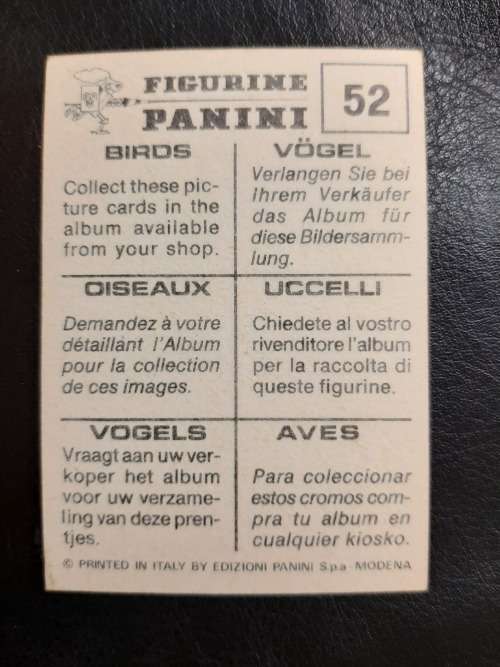 FIGURINE
PANINI
52
BIRDS
Collect these pic-
ture cards in the
album available
from your shop.
VÖGEL
Verlangen Sie bei
Ihrem Verkäufer
das Album für
diese Bildersamm-
lung.
OISEAUX
Demandez à votre
détaillant l'Album
pour la collection
de ces images.
UCCELLI
Chiedete al vostro
rivenditore l'album
per la raccolta di
queste figurine.
VOGELS
Vraagt aan uw ver-
koper het album
voor uw verzame-
ling van deze pren-
tjes.
AVES
Para coleccionar
estos cromos com-
pra tu album en
cualquier kiosko.
© PRINTED IN ITALY BY EDIZIONI PANINI S.p.a - MODENA